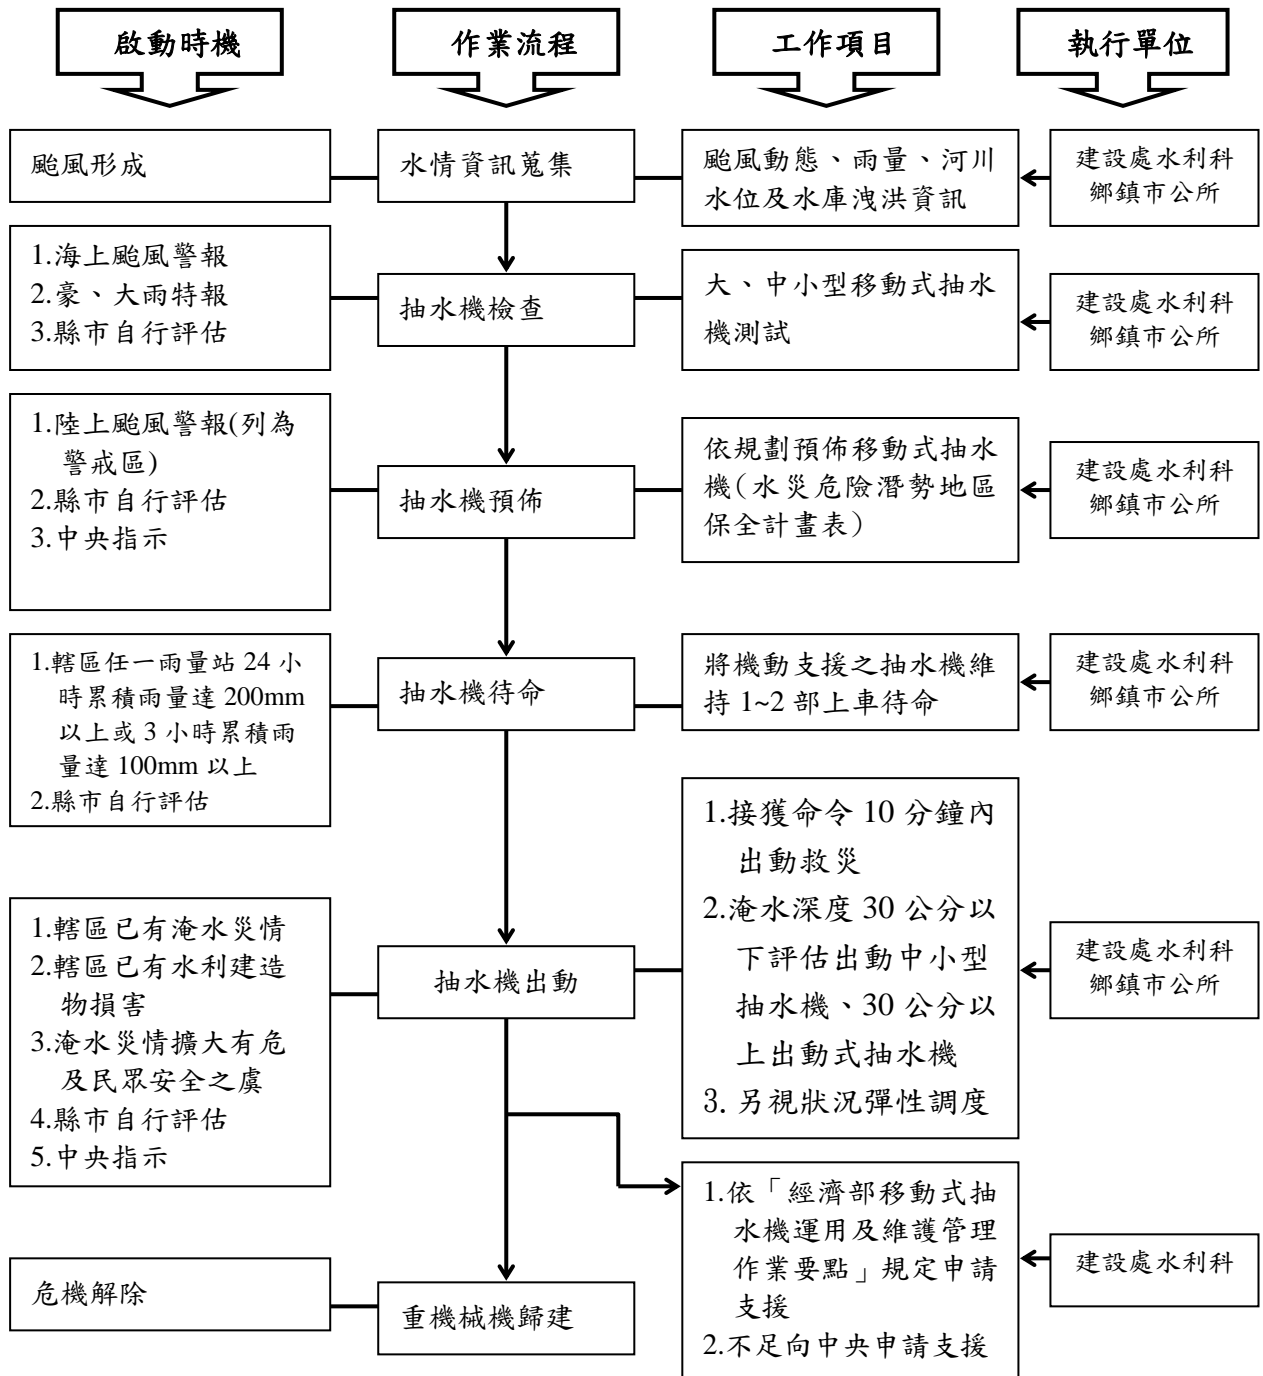 啟動時機
作業流程
工作項目
執行單位
颱風形成
水情資訊蒐集
颱風動態、雨量、河川
水位及水庫洩洪資訊
建設處水利科
鄉鎮市公所
1.海上颱風警報
2.豪、大雨特報
3.縣市自行評估
抽水機檢查
大、中小型移動式抽水
機測試
建設處水利科
鄉鎮市公所
1.陸上颱風警報(列為
警戒區)
2.縣市自行評估
3.中央指示
抽水機預佈
依規劃預佈移動式抽水
機(水災危險潛勢地區
保全計畫表)
建設處水利科
鄉鎮市公所
1.轄區任一雨量站 24 小
時累積雨量達 200mm
以上或 3 小時累積雨
量達 100mm 以上
2.縣市自行評估
抽水機待命
將機動支援之抽水機維
持 1~2 部上車待命
建設處水利科
鄉鎮市公所
1.轄區已有淹水災情
2.轄區已有水利建造
物損害
3.淹水災情擴大有危
及民眾安全之虞
4.縣市自行評估
5.中央指示
抽水機出動
1.接獲命令 10 分鐘內
出動救災
2.淹水深度 30 公分以
下評估出動中小型
抽水機、30 公分以
上出動式抽水機
3. 另視狀況彈性調度
建設處水利科
鄉鎮市公所
1.依「經濟部移動式抽
水機運用及維護管理
作業要點」規定申請
支援
2.不足向中央申請支援
建設處水利科
危機解除
重機械機歸建